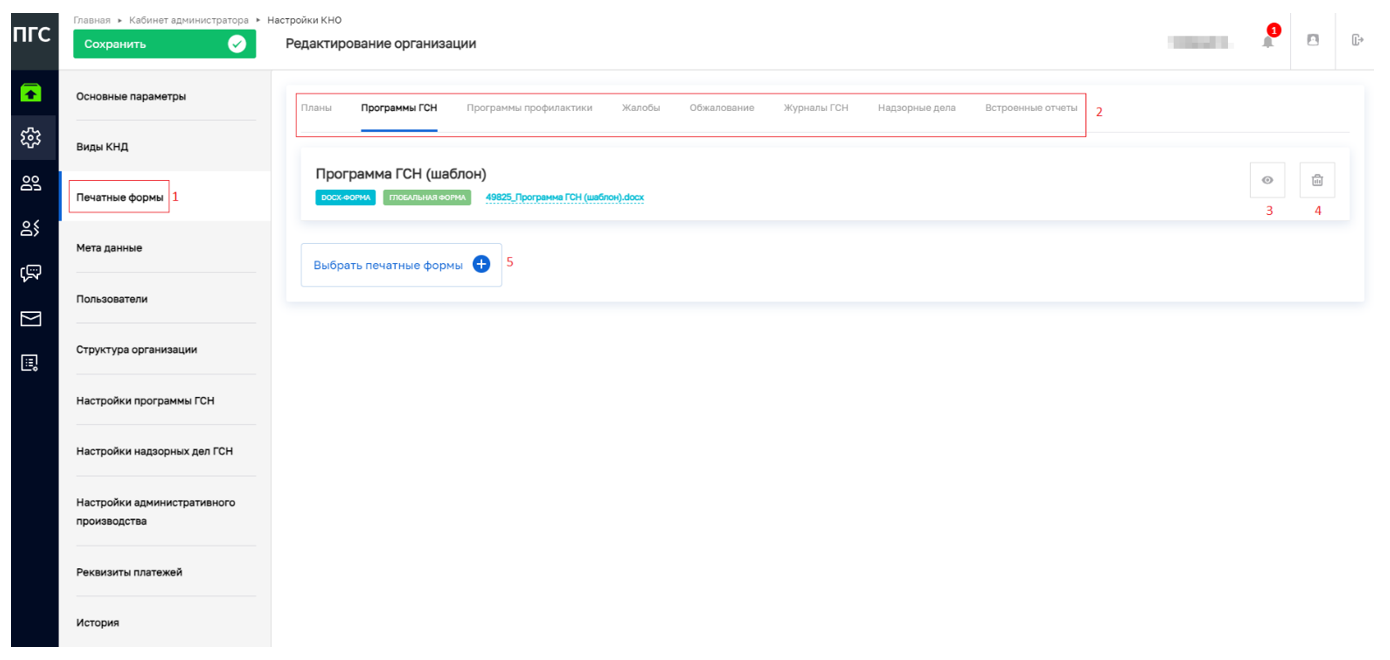 Главная ▸ Кабинет администратора ▸ Настройки КНО
ПГС
Сохранить
Редактирование организации
1
Основные параметры
Виды КНД
Печатные формы 1
Мета данные
Пользователи
Структура организации
Настройки программы ГСН
Настройки надзорных дел ГСН
Настройки административного
производства
Реквизиты платежей
История
Планы Программы ГСН Программы профилактики Жалобы Обжалование Журналы ГСН Надзорные дела Встроенные отчеты 2
Программа ГСН (шаблон)
DOCX-ФОРМА ГЛОБАЛЬНАЯ ФОРМА 49825_Программа ГСН (шаблон).docx
3 4
Выбрать печатные формы 5